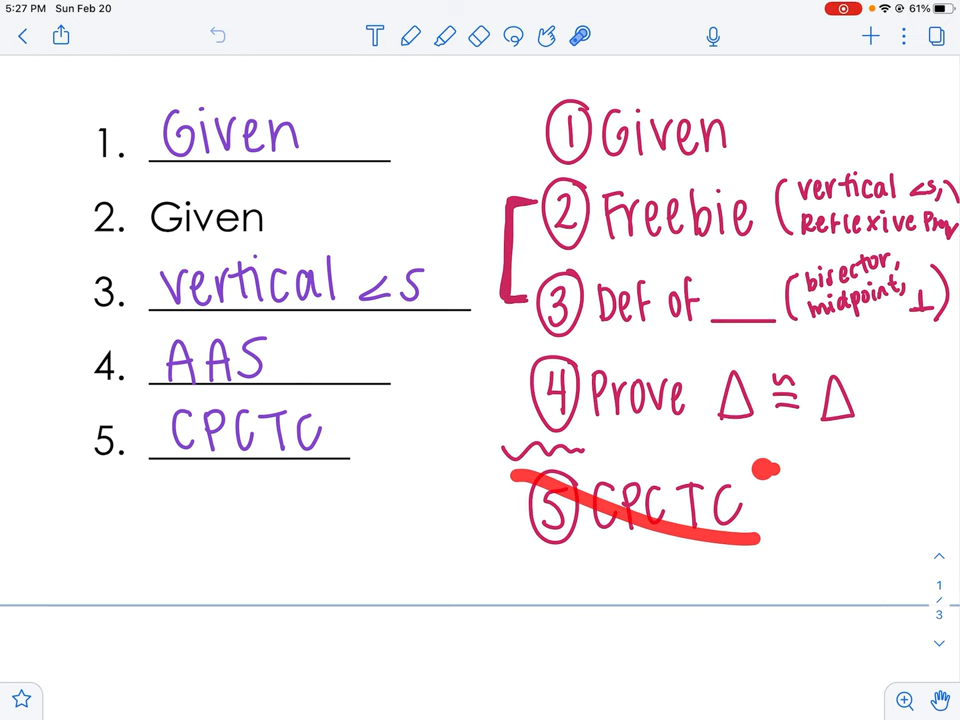 5:27 PM Sun Feb 20
61%
1. Given
2. Given
3. vertical ∠s
4. AAS
5. CPCTC
① Given
② Freebie (vertical ∠s,
Reflexive Prop)
③ Def of ___ (bisector,
midpoint, ⊥)
④ Prove Δ ≅ Δ
⑤ CPCTC
1
/
3